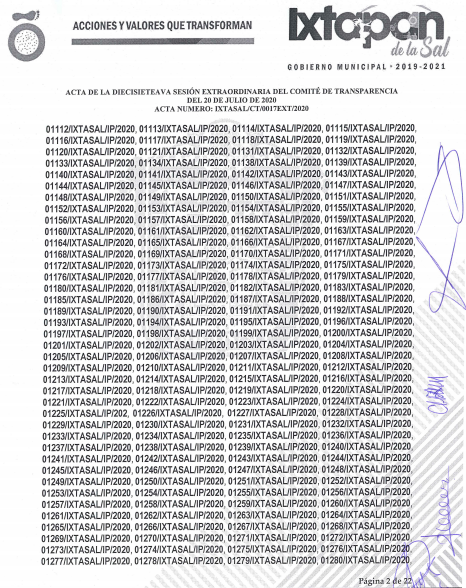 ACCIONES Y VALORES QUE TRANSFORMAN
Ixtapan
de la Sal
GOBIERNO MUNICIPAL • 2019-2021
ACTA DE LA DIECISIETEAVA SESIÓN EXTRAORDINARIA DEL COMITÉ DE TRANSPARENCIA
DEL 20 DE JULIO DE 2020
ACTA NUMERO: IXTASAL/CT/0017EXT/2020
01112/IXTASAL/IP/2020, 01113/IXTASAL/IP/2020, 01114/IXTASAL/IP/2020, 01115/IXTASAL/IP/2020,
01116/IXTASAL/IP/2020, 01117/IXTASAL/IP/2020, 01118/IXTASAL/IP/2020, 01119/IXTASAL/IP/2020,
01120/IXTASAL/IP/2020, 01121/IXTASAL/IP/2020, 01131/IXTASAL/IP/2020, 01132/IXTASAL/IP/2020,
01133/IXTASAL/IP/2020, 01134/IXTASAL/IP/2020, 01138/IXTASAL/IP/2020, 01139/IXTASAL/IP/2020,
01140/IXTASAL/IP/2020, 01141/IXTASAL/IP/2020, 01142/IXTASAL/IP/2020, 01143/IXTASAL/IP/2020,
01144/IXTASAL/IP/2020, 01145/IXTASAL/IP/2020, 01146/IXTASAL/IP/2020, 01147/IXTASAL/IP/2020,
01148/IXTASAL/IP/2020, 01149/IXTASAL/IP/2020, 01150/IXTASAL/IP/2020, 01151/IXTASAL/IP/2020,
01152/IXTASAL/IP/2020, 01153/IXTASAL/IP/2020, 01154/IXTASAL/IP/2020, 01155/IXTASAL/IP/2020,
01156/IXTASAL/IP/2020, 01157/IXTASAL/IP/2020, 01158/IXTASAL/IP/2020, 01159/IXTASAL/IP/2020,
01160/IXTASAL/IP/2020, 01161/IXTASAL/IP/2020, 01162/IXTASAL/IP/2020, 01163/IXTASAL/IP/2020,
01164/IXTASAL/IP/2020, 01165/IXTASAL/IP/2020, 01166/IXTASAL/IP/2020, 01167/IXTASAL/IP/2020,
01168/IXTASAL/IP/2020, 01169/IXTASAL/IP/2020, 01170/IXTASAL/IP/2020, 01171/IXTASAL/IP/2020,
01172/IXTASAL/IP/2020, 01173/IXTASAL/IP/2020, 01174/IXTASAL/IP/2020, 01175/IXTASAL/IP/2020,
01176/IXTASAL/IP/2020, 01177/IXTASAL/IP/2020, 01178/IXTASAL/IP/2020, 01179/IXTASAL/IP/2020,
01180/IXTASAL/IP/2020, 01181/IXTASAL/IP/2020, 01182/IXTASAL/IP/2020, 01183/IXTASAL/IP/2020,
01185/IXTASAL/IP/2020, 01186/IXTASAL/IP/2020, 01187/IXTASAL/IP/2020, 01188/IXTASAL/IP/2020,
01189/IXTASAL/IP/2020, 01190/IXTASAL/IP/2020, 01191/IXTASAL/IP/2020, 01192/IXTASAL/IP/2020,
01193/IXTASAL/IP/2020, 01194/IXTASAL/IP/2020, 01195/IXTASAL/IP/2020, 01196/IXTASAL/IP/2020,
01197/IXTASAL/IP/2020, 01198/IXTASAL/IP/2020, 01199/IXTASAL/IP/2020, 01200/IXTASAL/IP/2020,
01201/IXTASAL/IP/2020, 01202/IXTASAL/IP/2020, 01203/IXTASAL/IP/2020, 01204/IXTASAL/IP/2020,
01205/IXTASAL/IP/2020, 01206/IXTASAL/IP/2020, 01207/IXTASAL/IP/2020, 01208/IXTASAL/IP/2020,
01209/IXTASAL/IP/2020, 01210/IXTASAL/IP/2020, 01211/IXTASAL/IP/2020, 01212/IXTASAL/IP/2020,
01213/IXTASAL/IP/2020, 01214/IXTASAL/IP/2020, 01215/IXTASAL/IP/2020, 01216/IXTASAL/IP/2020,
01217/IXTASAL/IP/2020, 01218/IXTASAL/IP/2020, 01219/IXTASAL/IP/2020, 01220/IXTASAL/IP/2020,
01221/IXTASAL/IP/2020, 01222/IXTASAL/IP/2020, 01223/IXTASAL/IP/2020, 01224/IXTASAL/IP/2020,
01225/IXTASAL/IP/202, 01226/IXTASAL/IP/2020, 01227/IXTASAL/IP/2020, 01228/IXTASAL/IP/2020,
01229/IXTASAL/IP/2020, 01230/IXTASAL/IP/2020, 01231/IXTASAL/IP/2020, 01232/IXTASAL/IP/2020,
01233/IXTASAL/IP/2020, 01234/IXTASAL/IP/2020, 01235/IXTASAL/IP/2020, 01236/IXTASAL/IP/2020,
01237/IXTASAL/IP/2020, 01238/IXTASAL/IP/2020, 01239/IXTASAL/IP/2020, 01240/IXTASAL/IP/2020,
01241/IXTASAL/IP/2020, 01242/IXTASAL/IP/2020, 01243/IXTASAL/IP/2020, 01244/IXTASAL/IP/2020,
01245/IXTASAL/IP/2020, 01246/IXTASAL/IP/2020, 01247/IXTASAL/IP/2020, 01248/IXTASAL/IP/2020,
01249/IXTASAL/IP/2020, 01250/IXTASAL/IP/2020, 01251/IXTASAL/IP/2020, 01252/IXTASAL/IP/2020,
01253/IXTASAL/IP/2020, 01254/IXTASAL/IP/2020, 01255/IXTASAL/IP/2020, 01256/IXTASAL/IP/2020,
01257/IXTASAL/IP/2020, 01258/IXTASAL/IP/2020, 01259/IXTASAL/IP/2020, 01260/IXTASAL/IP/2020,
01261/IXTASAL/IP/2020, 01262/IXTASAL/IP/2020, 01263/IXTASAL/IP/2020, 01264/IXTASAL/IP/2020,
01265/IXTASAL/IP/2020, 01266/IXTASAL/IP/2020, 01267/IXTASAL/IP/2020, 01268/IXTASAL/IP/2020,
01269/IXTASAL/IP/2020, 01270/IXTASAL/IP/2020, 01271/IXTASAL/IP/2020, 01272/IXTASAL/IP/2020,
01273/IXTASAL/IP/2020, 01274/IXTASAL/IP/2020, 01275/IXTASAL/IP/2020, 01276/IXTASAL/IP/2020,
01277/IXTASAL/IP/2020, 01278/IXTASAL/IP/2020, 01279/IXTASAL/IP/2020, 01280/IXTASAL/IP/2020,
Página 2 de 22